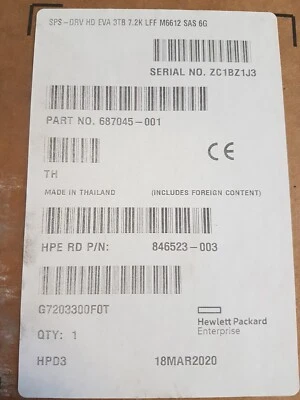 SPS-DRV HD EVA 3TB 7.2K LFF M6612 SAS 6G
SERIAL NO. ZC1BZ1J3
PART NO. 687045-001
CE
TH
MADE IN THAILAND (INCLUDES FOREIGN CONTENT)
HPE RD P/N: 846523-003
G7203300F0T
QTY: 1
Hewlett Packard
Enterprise
HPD3 18MAR2020